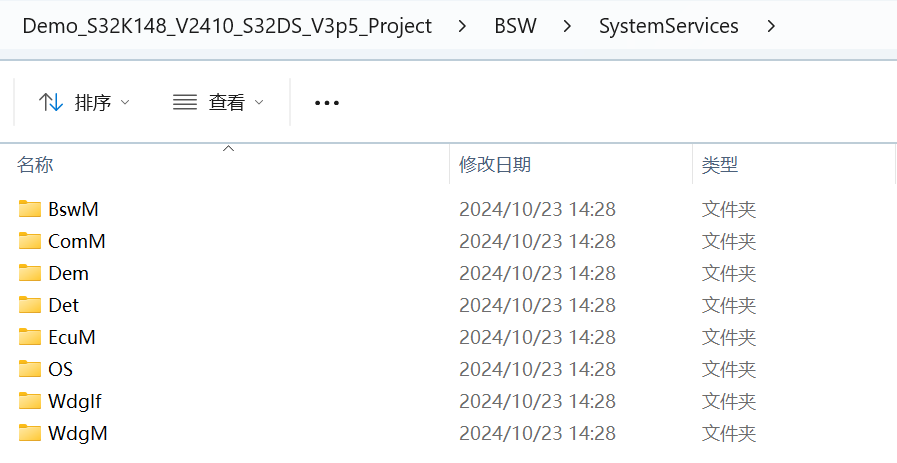 Demo_S32K148_V2410_S32DS_V3p5_Project > BSW > SystemServices >
排序 查看 •••
名称 修改日期 类型
BswM 2024/10/23 14:28 文件夹
ComM 2024/10/23 14:28 文件夹
Dem 2024/10/23 14:28 文件夹
Det 2024/10/23 14:28 文件夹
EcuM 2024/10/23 14:28 文件夹
OS 2024/10/23 14:28 文件夹
WdgIf 2024/10/23 14:28 文件夹
WdgM 2024/10/23 14:28 文件夹